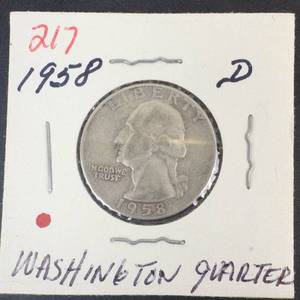 217
1958 D
LIBERTY
IN GOD WE
TRUST
1958
WASHINGTON QUARTER